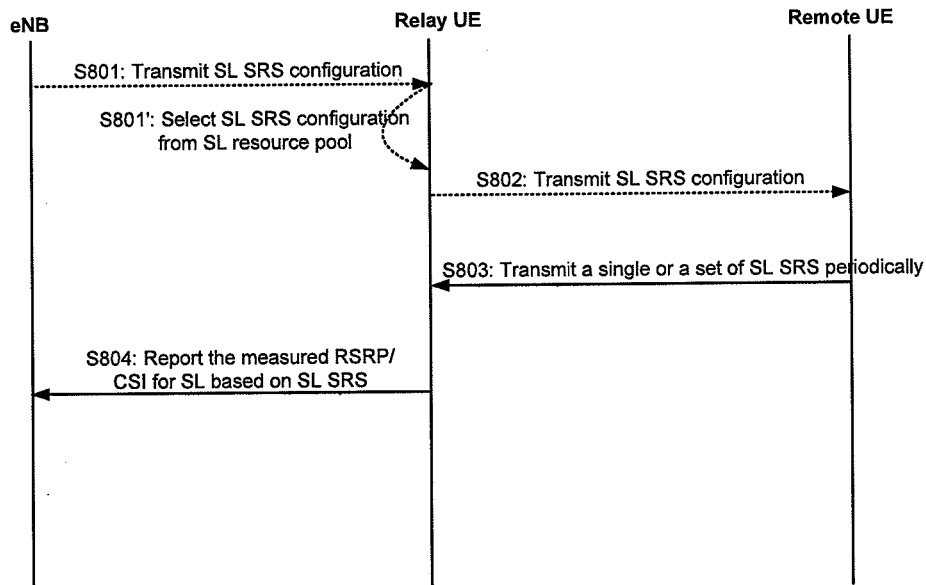 eNB
Relay UE
Remote UE
S801: Transmit SL SRS configuration
S801': Select SL SRS configuration
from SL resource pool
S802: Transmit SL SRS configuration
S803: Transmit a single or a set of SL SRS periodically
S804: Report the measured RSRP/
CSI for SL based on SL SRS